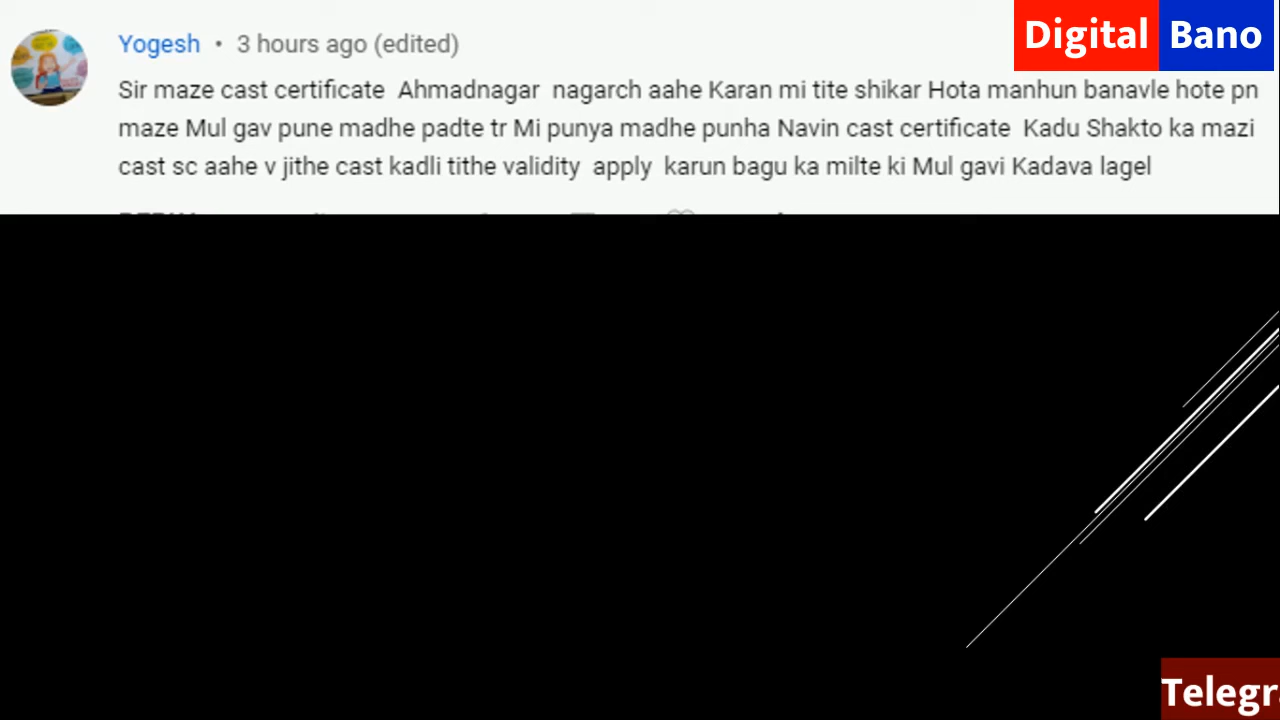 Digital Bano
Yogesh • 3 hours ago (edited)
Sir maze cast certificate Ahmadnagar nagarch aahe Karan mi tite shikar Hota manhun banavle hote pn
maze Mul gav pune madhe padte tr Mi punya madhe punha Navin cast certificate Kadu Shakto ka mazi
cast sc aahe v jithe cast kadli tithe validity apply karun bagu ka milte ki Mul gavi Kadava lagel
Telegr